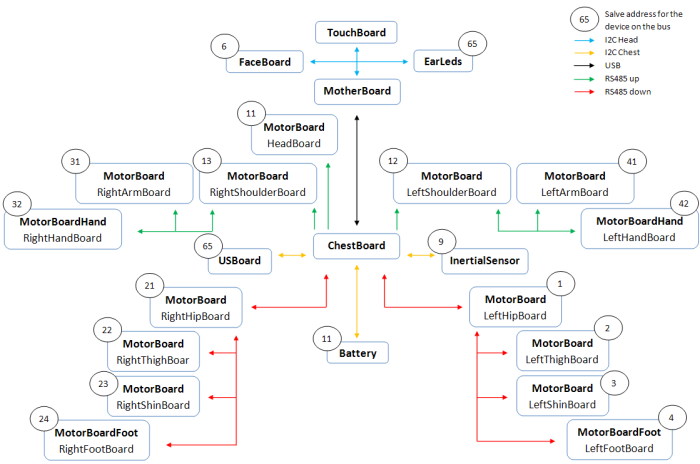 65
Salve address for the
device on the bus
I2C Head
I2C Chest
USB
RS485 up
RS485 down
TouchBoard
6
FaceBoard
65
EarLeds
MotherBoard
11
MotorBoard
HeadBoard
31
MotorBoard
RightArmBoard
13
MotorBoard
RightShoulderBoard
12
MotorBoard
LeftShoulderBoard
41
MotorBoard
LeftArmBoard
32
MotorBoardHand
RightHandBoard
42
MotorBoardHand
LeftHandBoard
65
USBoard
ChestBoard
9
InertialSensor
21
MotorBoard
RightHipBoard
1
MotorBoard
LeftHipBoard
22
MotorBoard
RightThighBoar
11
Battery
2
MotorBoard
LeftThighBoard
23
MotorBoard
RightShinBoard
3
MotorBoard
LeftShinBoard
24
MotorBoardFoot
RightFootBoard
4
MotorBoardFoot
LeftFootBoard